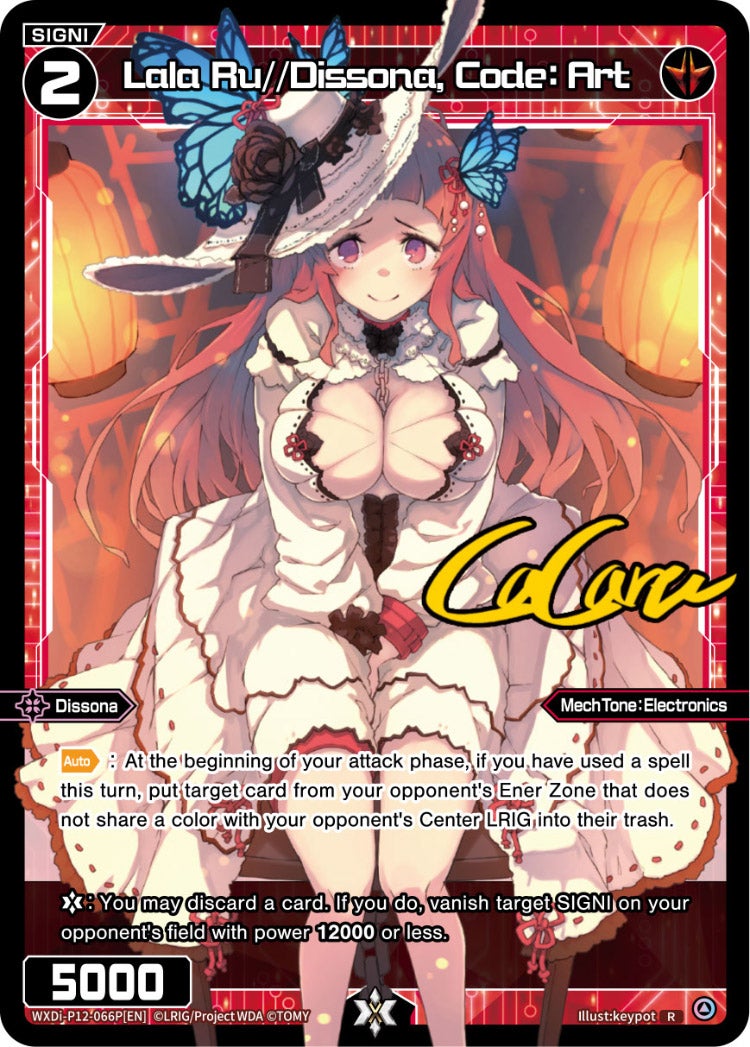 SIGNI
2
Lala Ru//Dissona, Code: Art
LaLaru
Dissona
MechTone:Electronics
Auto : At the beginning of your attack phase, if you have used a spell
this turn, put target card from your opponent's Ener Zone that does
not share a color with your opponent's Center LRIG into their trash.
: You may discard a card. If you do, vanish target SIGNI on your
opponent's field with power 12000 or less.
5000
WXDi-P12-066P[EN] ©LRIG/Project WDA ©TOMY
Illust:keypot R